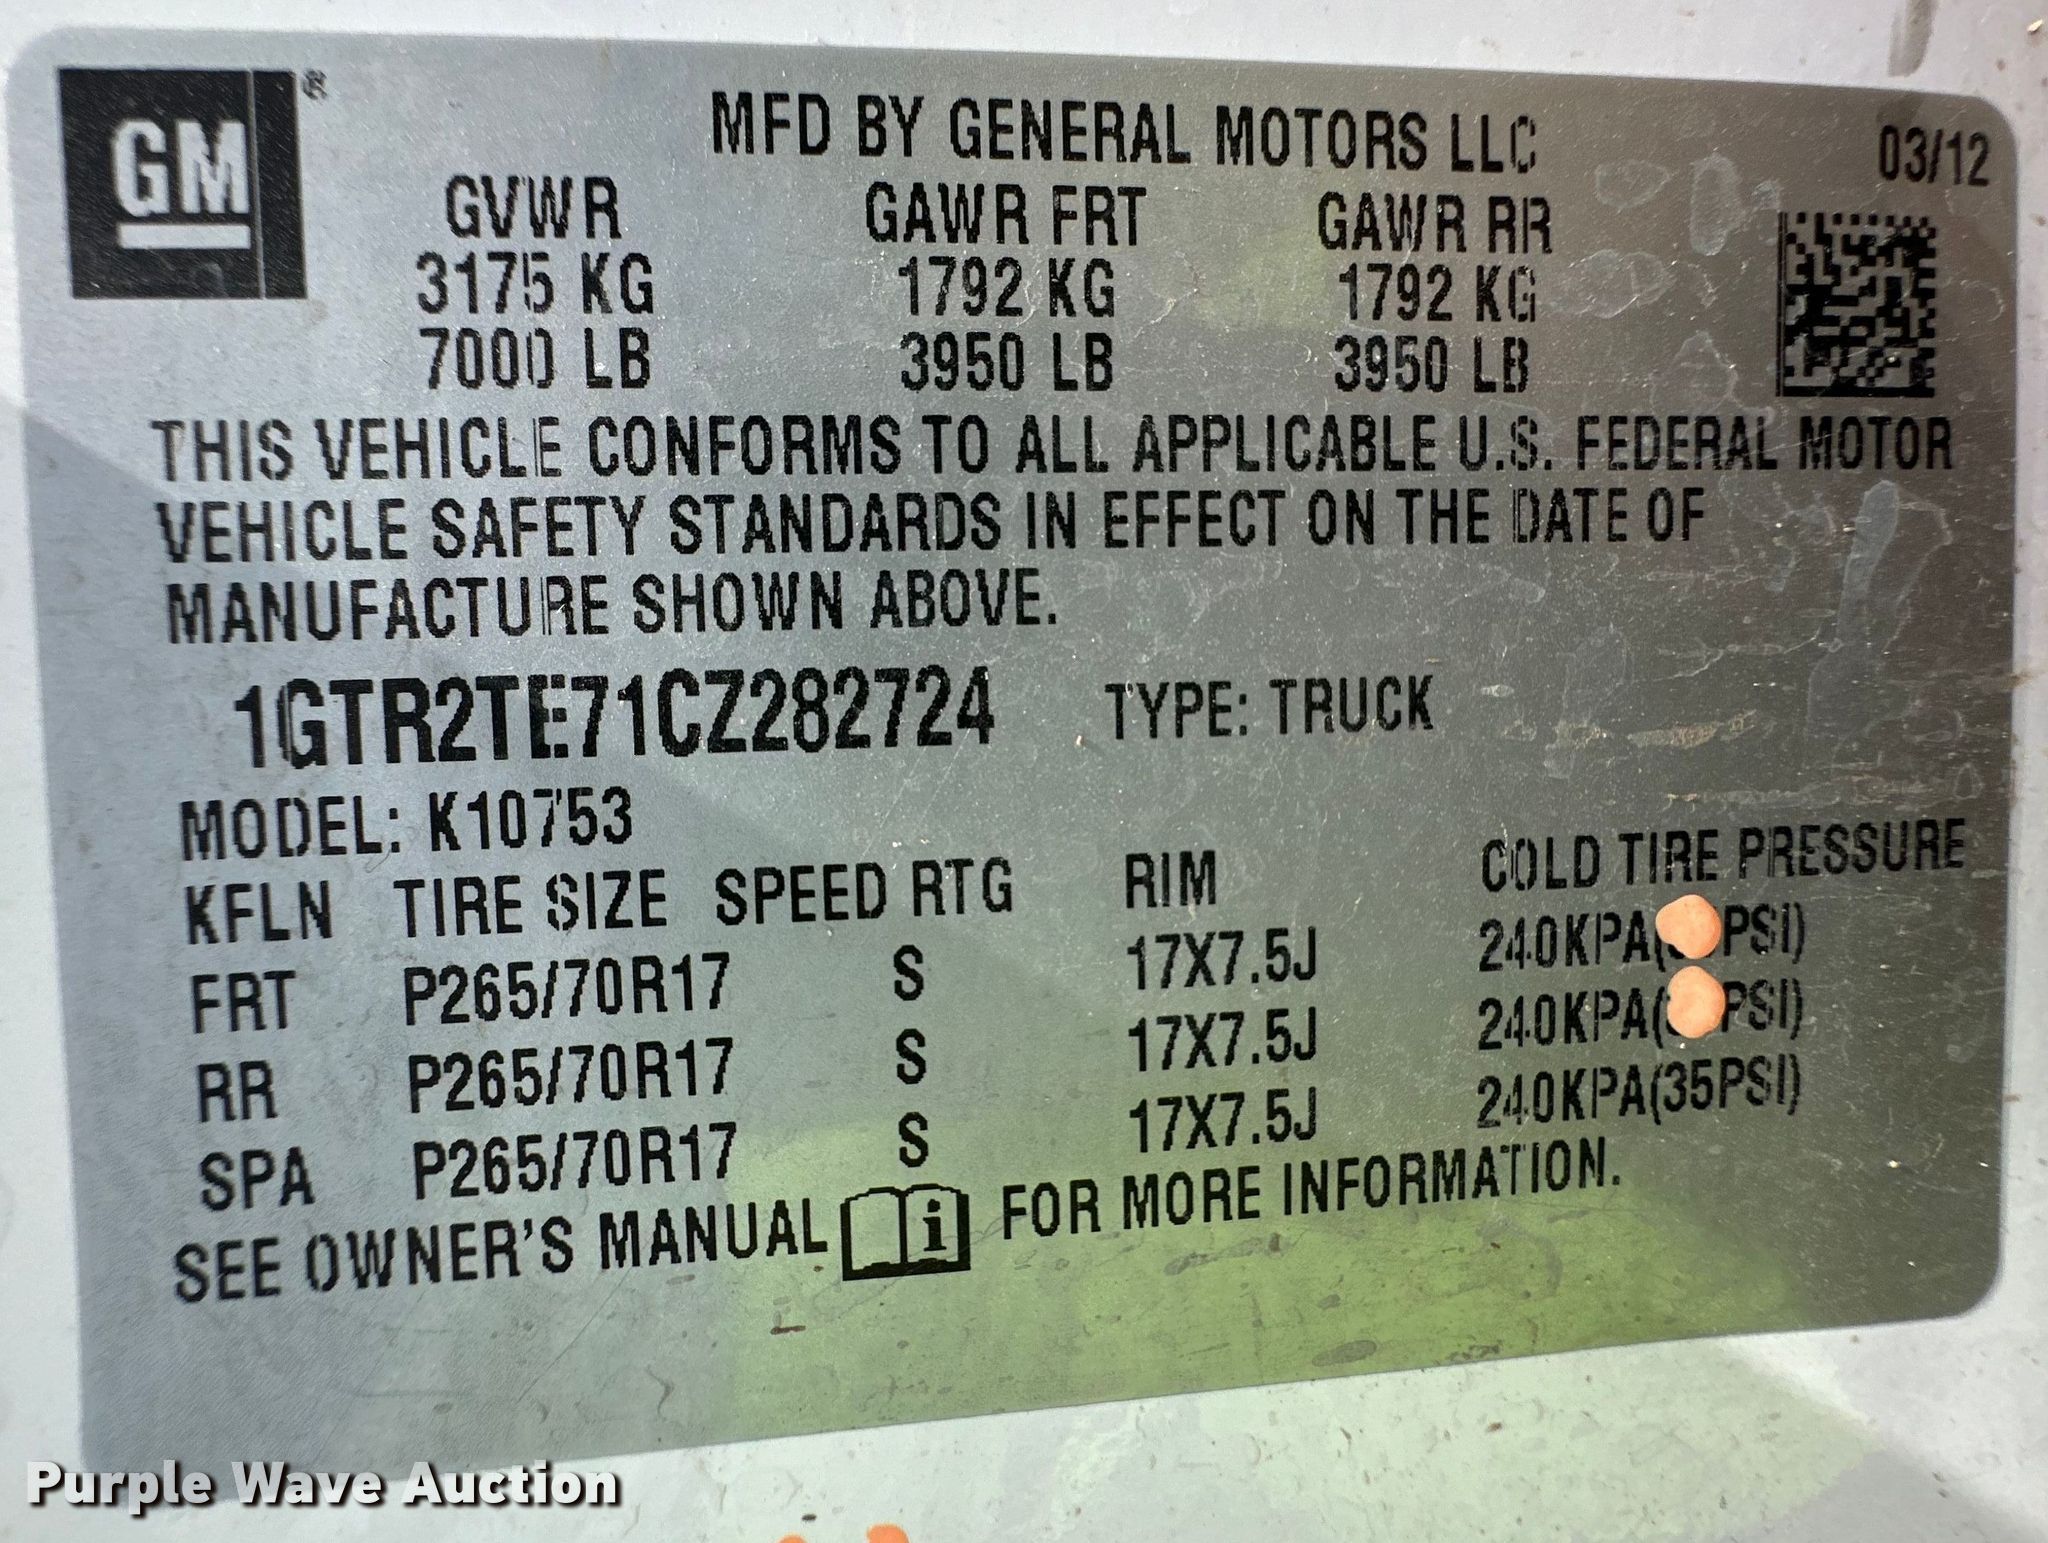 GM®
MFD BY GENERAL MOTORS LLC 03/12
GVWR GAWR FRT GAWR RR
3175 KG 1792 KG 1792 KG
7000 LB 3950 LB 3950 LB
THIS VEHICLE CONFORMS TO ALL APPLICABLE U.S. FEDERAL MOTOR
VEHICLE SAFETY STANDARDS IN EFFECT ON THE DATE OF
MANUFACTURE SHOWN ABOVE.
1GTR2TE71CZ282724 TYPE: TRUCK
MODEL: K10753
KFLN TIRE SIZE SPEED RTG RIM COLD TIRE PRESSURE
FRT P265/70R17 S 17X7.5J 240KPA( PSI)
RR P265/70R17 S 17X7.5J 240KPA( PSI)
SPA P265/70R17 S 17X7.5J 240KPA(35PSI)
SEE OWNER'S MANUAL i FOR MORE INFORMATION.
Purple Wave Auction